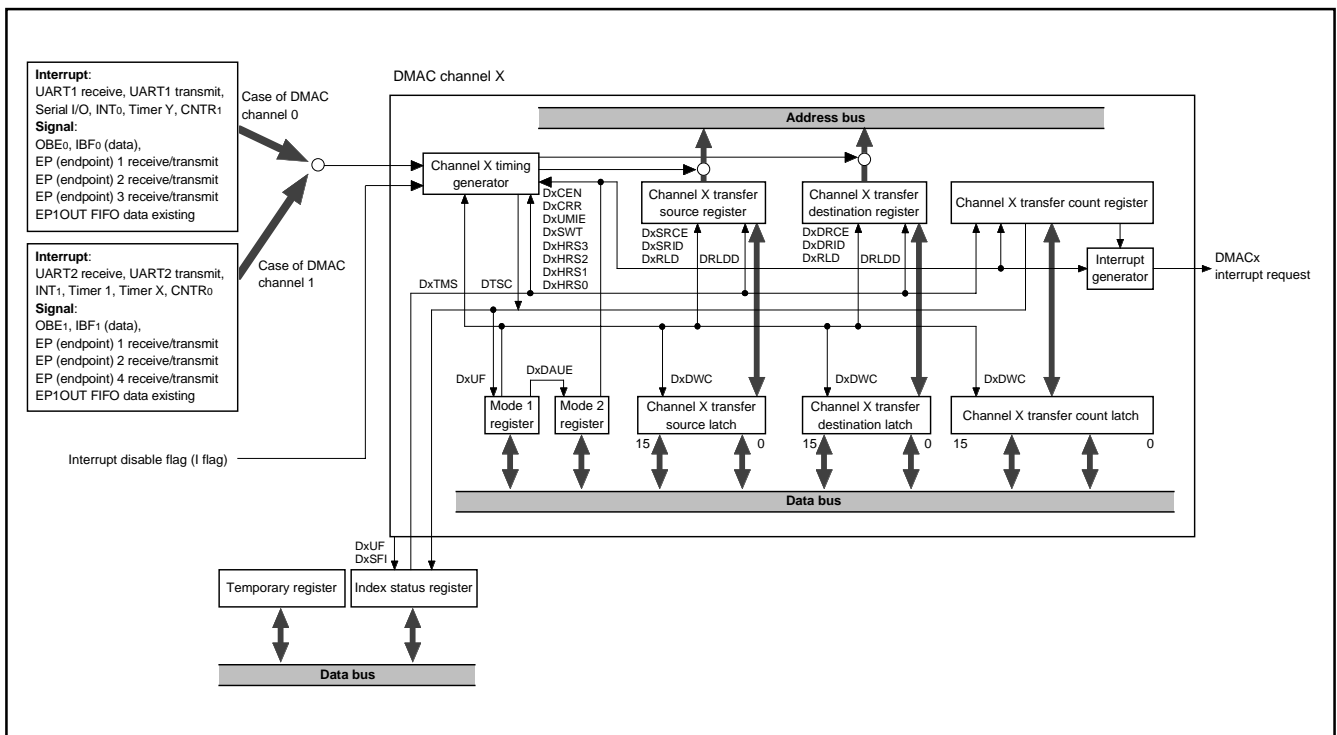 Interrupt:
UART1 receive, UART1 transmit,
Serial I/O, INT0, Timer Y, CNTR1
Signal:
OBE0, IBF0 (data),
EP (endpoint) 1 receive/transmit
EP (endpoint) 2 receive/transmit
EP (endpoint) 3 receive/transmit
EP1OUT FIFO data existing
Case of DMAC
channel 0
Interrupt:
UART2 receive, UART2 transmit,
INT1, Timer 1, Timer X, CNTR0
Signal:
OBE1, IBF1 (data),
EP (endpoint) 1 receive/transmit
EP (endpoint) 2 receive/transmit
EP (endpoint) 4 receive/transmit
EP1OUT FIFO data existing
Case of DMAC
channel 1
Interrupt disable flag (I flag)
DMAC channel X
Address bus
Channel X timing
generator
DxCEN
DxCRR
DxUMIE
DxSWT
DxHRS3
DxHRS2
DxHRS1
DxHRS0
Channel X transfer
source register
DxSRCE
DxSRID
DxRLD
DRLDD
Channel X transfer
destination register
DxDRCE
DxDRID
DxRLD
DRLDD
Channel X transfer count register
Interrupt
generator
DMACx
interrupt request
DxTMS
DTSC
DxUF
DxDAUE
DxDWC
DxDWC
DxDWC
Mode 1
register
Mode 2
register
Channel X transfer
source latch
15
0
Channel X transfer
destination latch
15
0
Channel X transfer count latch
15
0
Data bus
DxUF
DxSFI
Temporary register
Index status register
Data bus